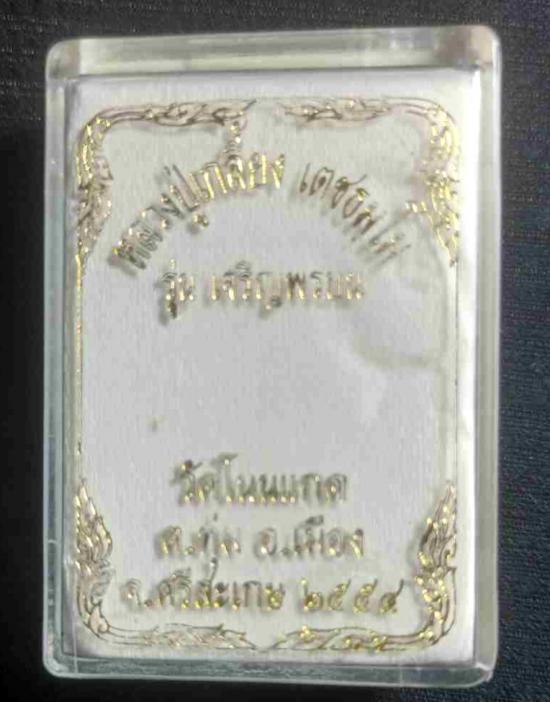 หลวงปู่เกลี้ยง เตชธมฺโม
รุ่น เจริญพรบน
วัดโนนแกด
ต.ทุ่ม อ.เมือง
จ.ศรีสะเกษ ๒๕๕๔